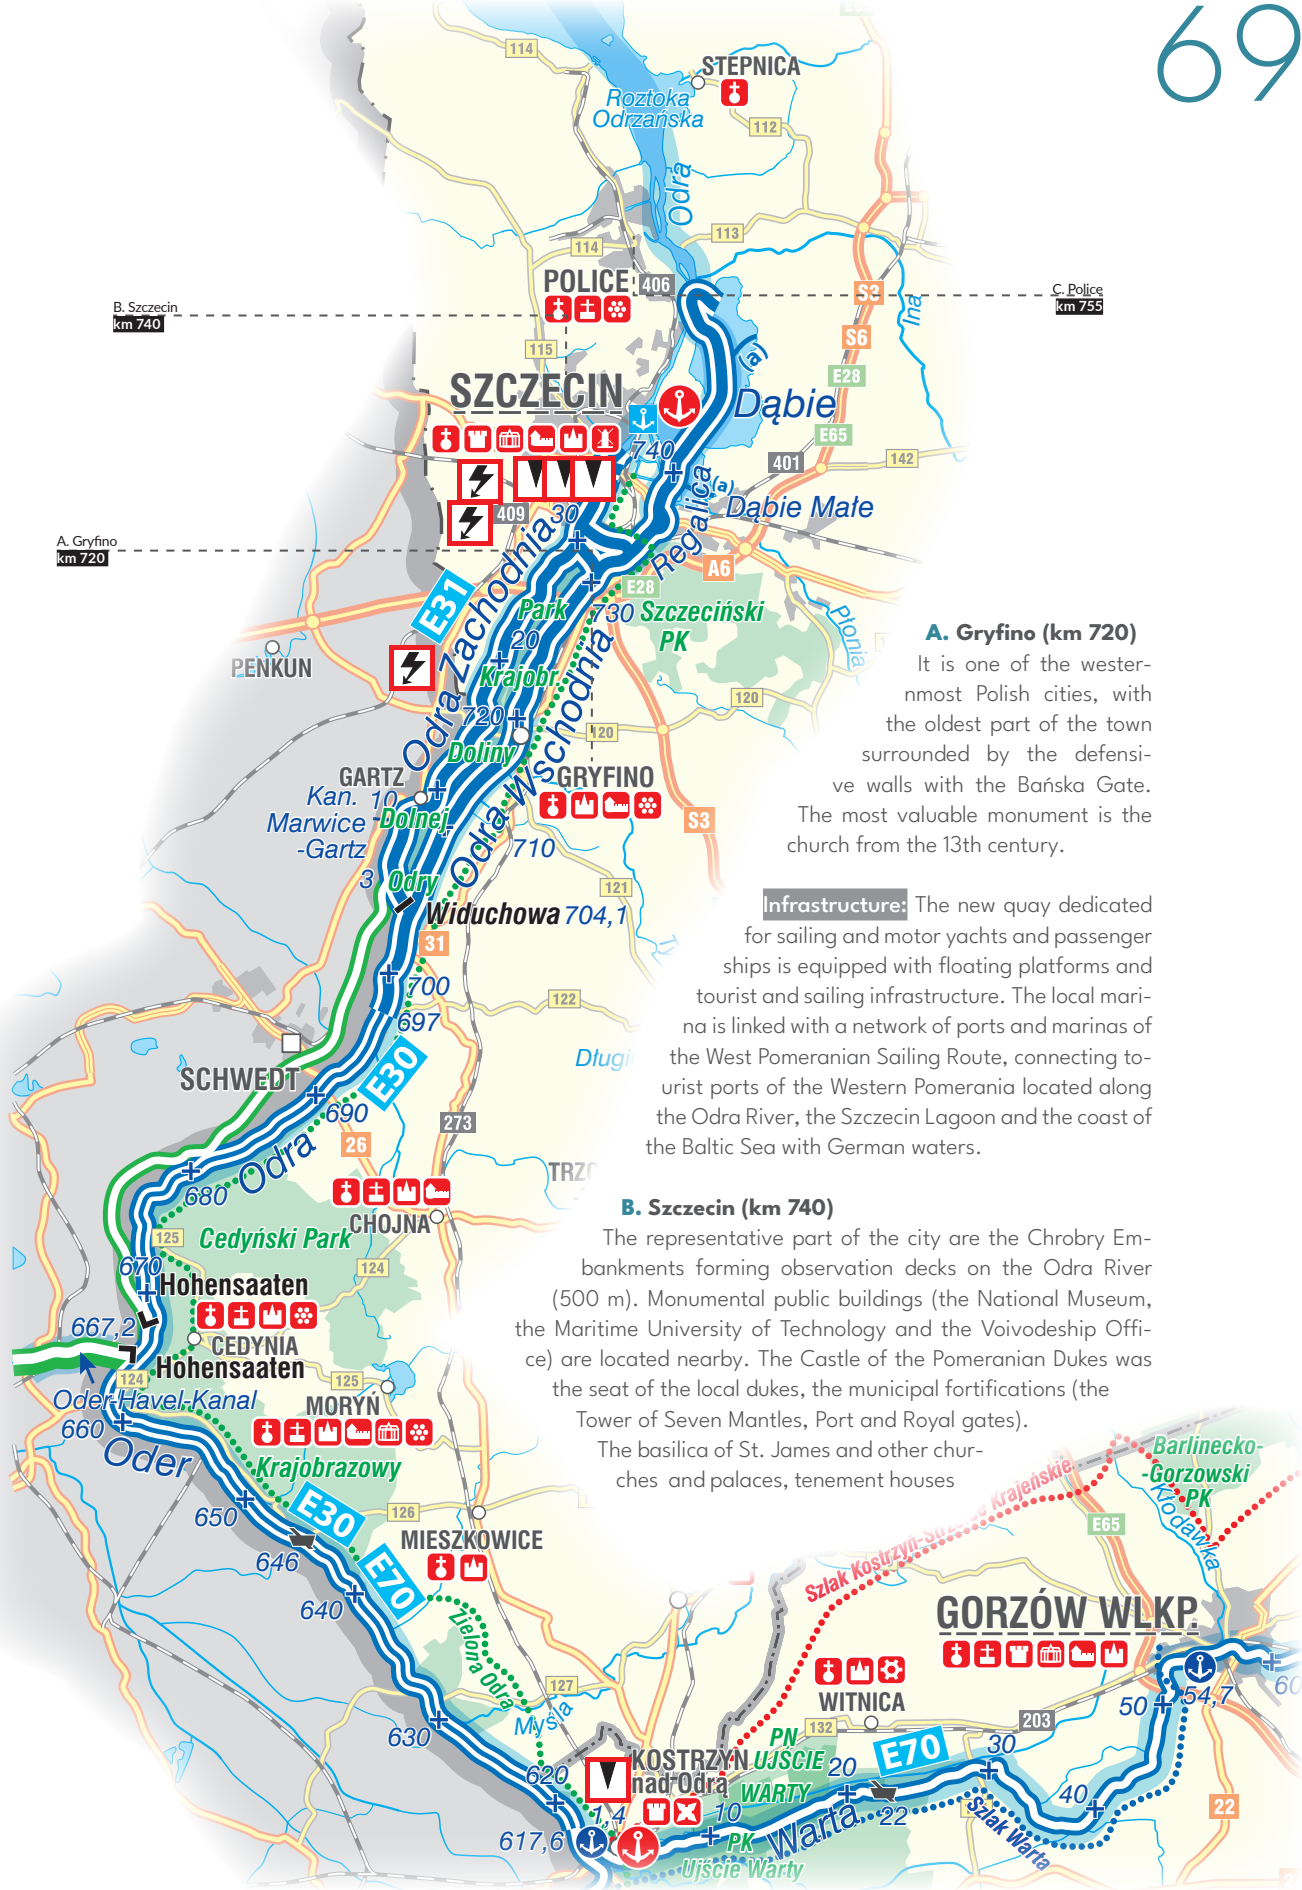 69
E65
114
STEPNICA
Roztoka
Odrzańska
112
Odra
113
114
POLICE
406
C. Police
km 755
S3
Ina
B. Szczecin
km 740
S6
115
(a)
E28
SZCZECIN
Dąbie
E65
740
401
142
(a)
Regalica
Dąbie Małe
409
30
A. Gryfino
km 720
Odra Zachodnia
A6
E28
E31
Park
730
Szczeciński
PK
Płonia
20
PENKUN
Krajobr.
120
720
120
Doliny
Odra Wschodnia
GARTZ
GRYFINO
Kan.
Marwice
-Gartz
10
Dolnej
S3
710
3
Odry
121
Widuchowa 704,1
31
700
122
697
E30
SCHWEDT
690
273
26
Odra
680
TRZC
CHOJNA
125
Cedyński Park
124
670
Hohensaaten
667,2
CEDYNIA
Hohensaaten
124
125
Oder-Havel-Kanal
MORYŃ
660
Oder
Krajobrazowy
650
E30
126
MIESZKOWICE
646
E70
640
Zielona Odra
127
Myśla
630
620
KOSTRZYN
nad Odrą
1,4
617,6
PN
UJŚCIE
WARTY
10
PK
Ujście Warty
Warta
20
22
132
E70
WITNICA
203
30
Szlak Warta
40
50
54,7
60
22
GORZÓW WLKP.
E65
Kłodawka
Barlinecko-
-Gorzowski
PK
A. Gryfino (km 720)
It is one of the wester-
nmost Polish cities, with
the oldest part of the town
surrounded by the defensi-
ve walls with the Bańska Gate.
The most valuable monument is the
church from the 13th century.
Infrastructure: The new quay dedicated
for sailing and motor yachts and passenger
ships is equipped with floating platforms and
tourist and sailing infrastructure. The local mari-
na is linked with a network of ports and marinas of
the West Pomeranian Sailing Route, connecting to-
urist ports of the Western Pomerania located along
the Odra River, the Szczecin Lagoon and the coast of
the Baltic Sea with German waters.
B. Szczecin (km 740)
The representative part of the city are the Chrobry Em-
bankments forming observation decks on the Odra River
(500 m). Monumental public buildings (the National Museum,
the Maritime University of Technology and the Voivodeship Offi-
ce) are located nearby. The Castle of the Pomeranian Dukes was
the seat of the local dukes, the municipal fortifications (the
Tower of Seven Mantles, Port and Royal gates).
The basilica of St. James and other chur-
ches and palaces, tenement houses